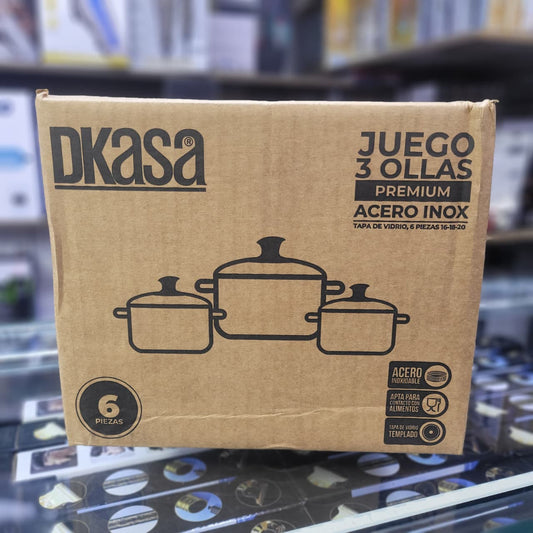 DKasa®
JUEGO
3 OLLAS
PREMIUM
ACERO INOX
TAPA DE VIDRIO, 6 PIEZAS 16-18-20
ACERO
INOXIDABLE
APTA PARA
CONTACTO CON
ALIMENTOS
TAPA DE VIDRIO
TEMPLADO
6
PIEZAS